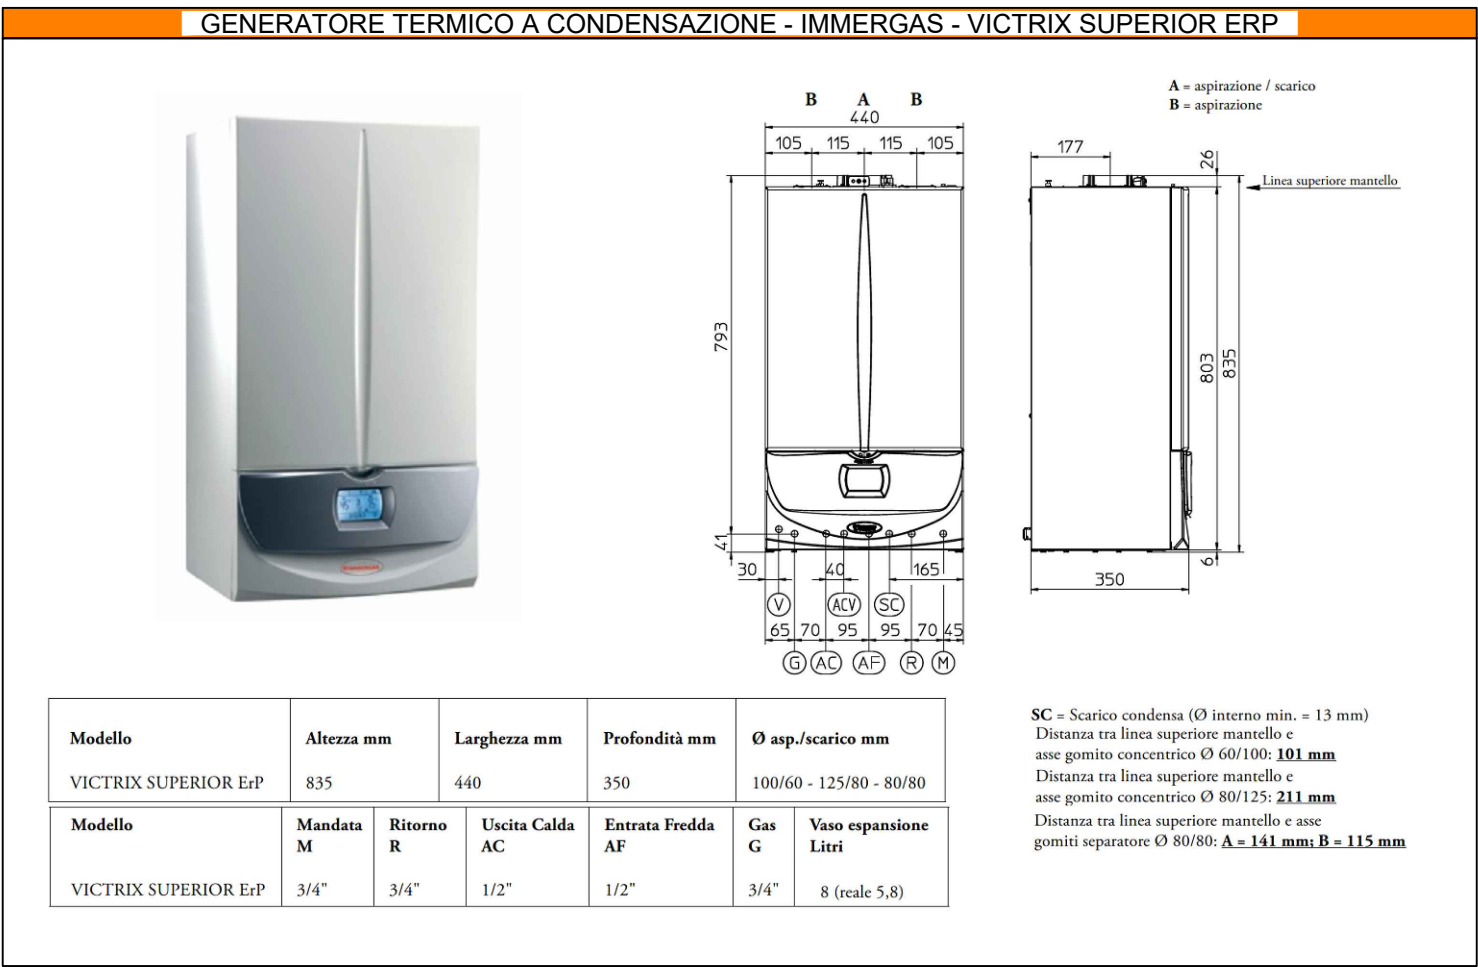 GENERATORE TERMICO A CONDENSAZIONE - IMMERGAS - VICTRIX SUPERIOR ERP
A = aspirazione / scarico
B = aspirazione
B A B
440
105 115 115 105
177
26
Linea superiore mantello
793
803
835
41
6
30 40 165
350
V ACV SC
65 70 95 95 70 45
G AC AF R M
IMMERGAS
Modello Altezza mm Larghezza mm Profondità mm Ø asp./scarico mm
VICTRIX SUPERIOR ErP 835 440 350 100/60 - 125/80 - 80/80
Modello Mandata Ritorno Uscita Calda Entrata Fredda Gas Vaso espansione
M R AC AF G Litri
VICTRIX SUPERIOR ErP 3/4" 3/4" 1/2" 1/2" 3/4" 8 (reale 5,8)
SC = Scarico condensa (Ø interno min. = 13 mm)
Distanza tra linea superiore mantello e
asse gomito concentrico Ø 60/100: 101 mm
Distanza tra linea superiore mantello e
asse gomito concentrico Ø 80/125: 211 mm
Distanza tra linea superiore mantello e asse
gomiti separatore Ø 80/80: A = 141 mm; B = 115 mm